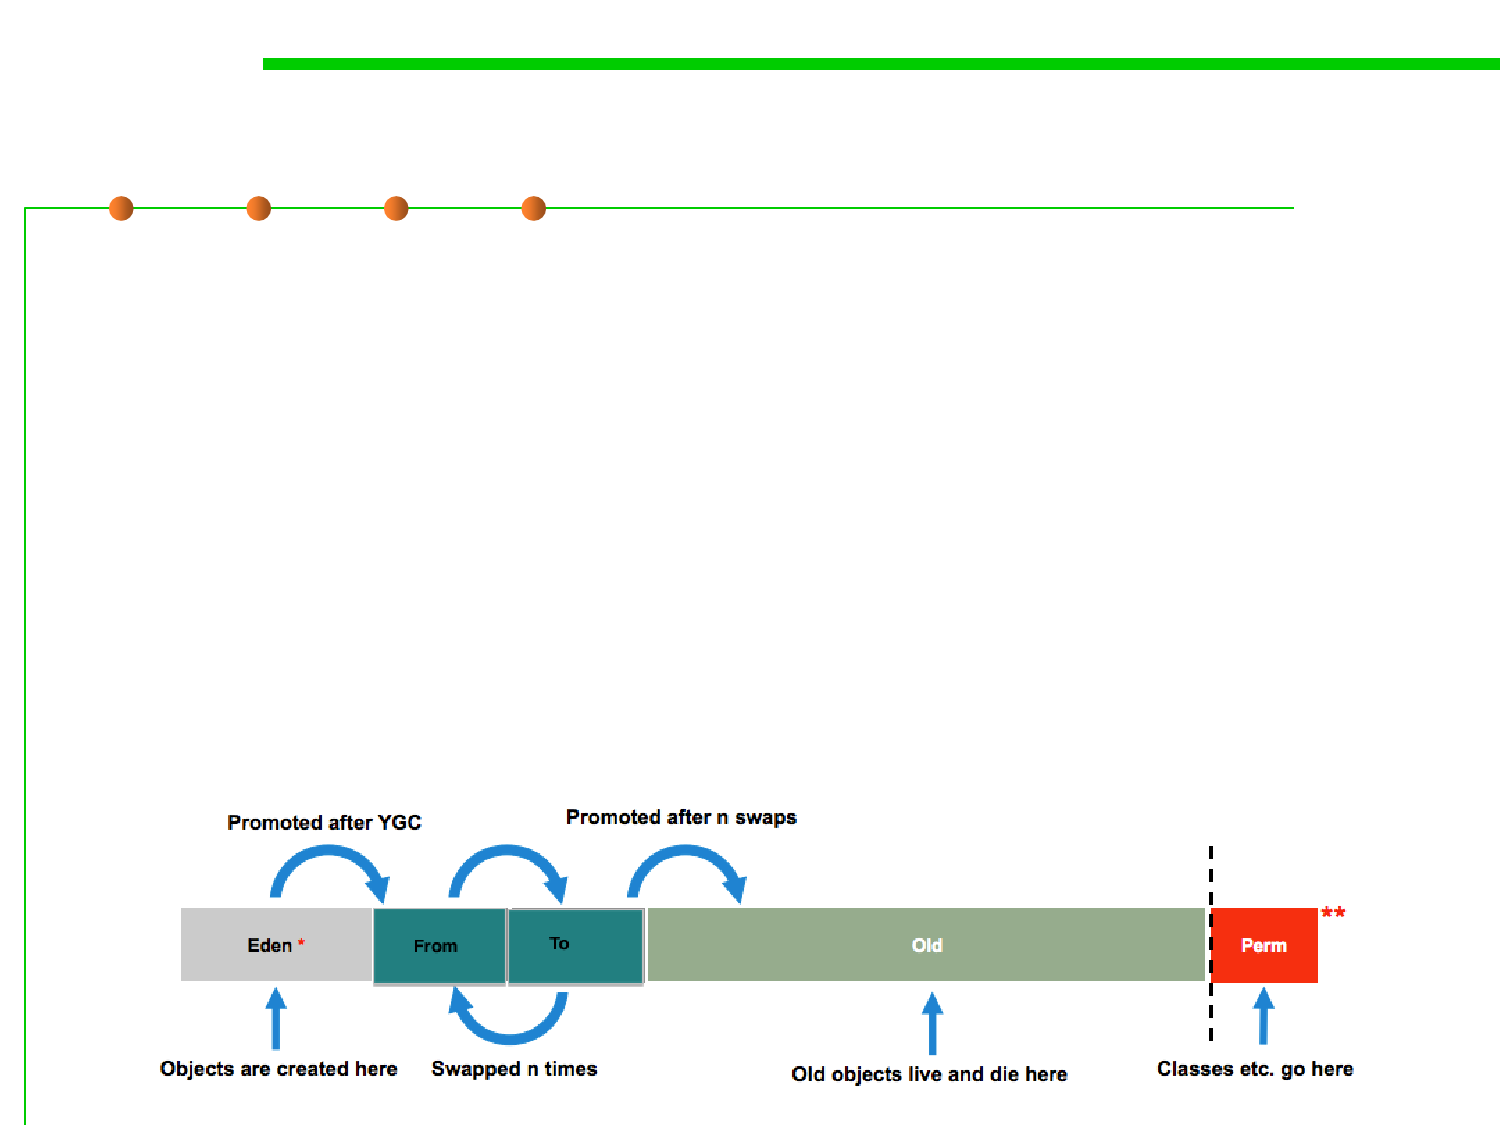 Promoted after YGC
Promoted after n swaps
Eden *
From
To
Old
Perm
**
Objects are created here
Swapped n times
Old objects live and die here
Classes etc. go here